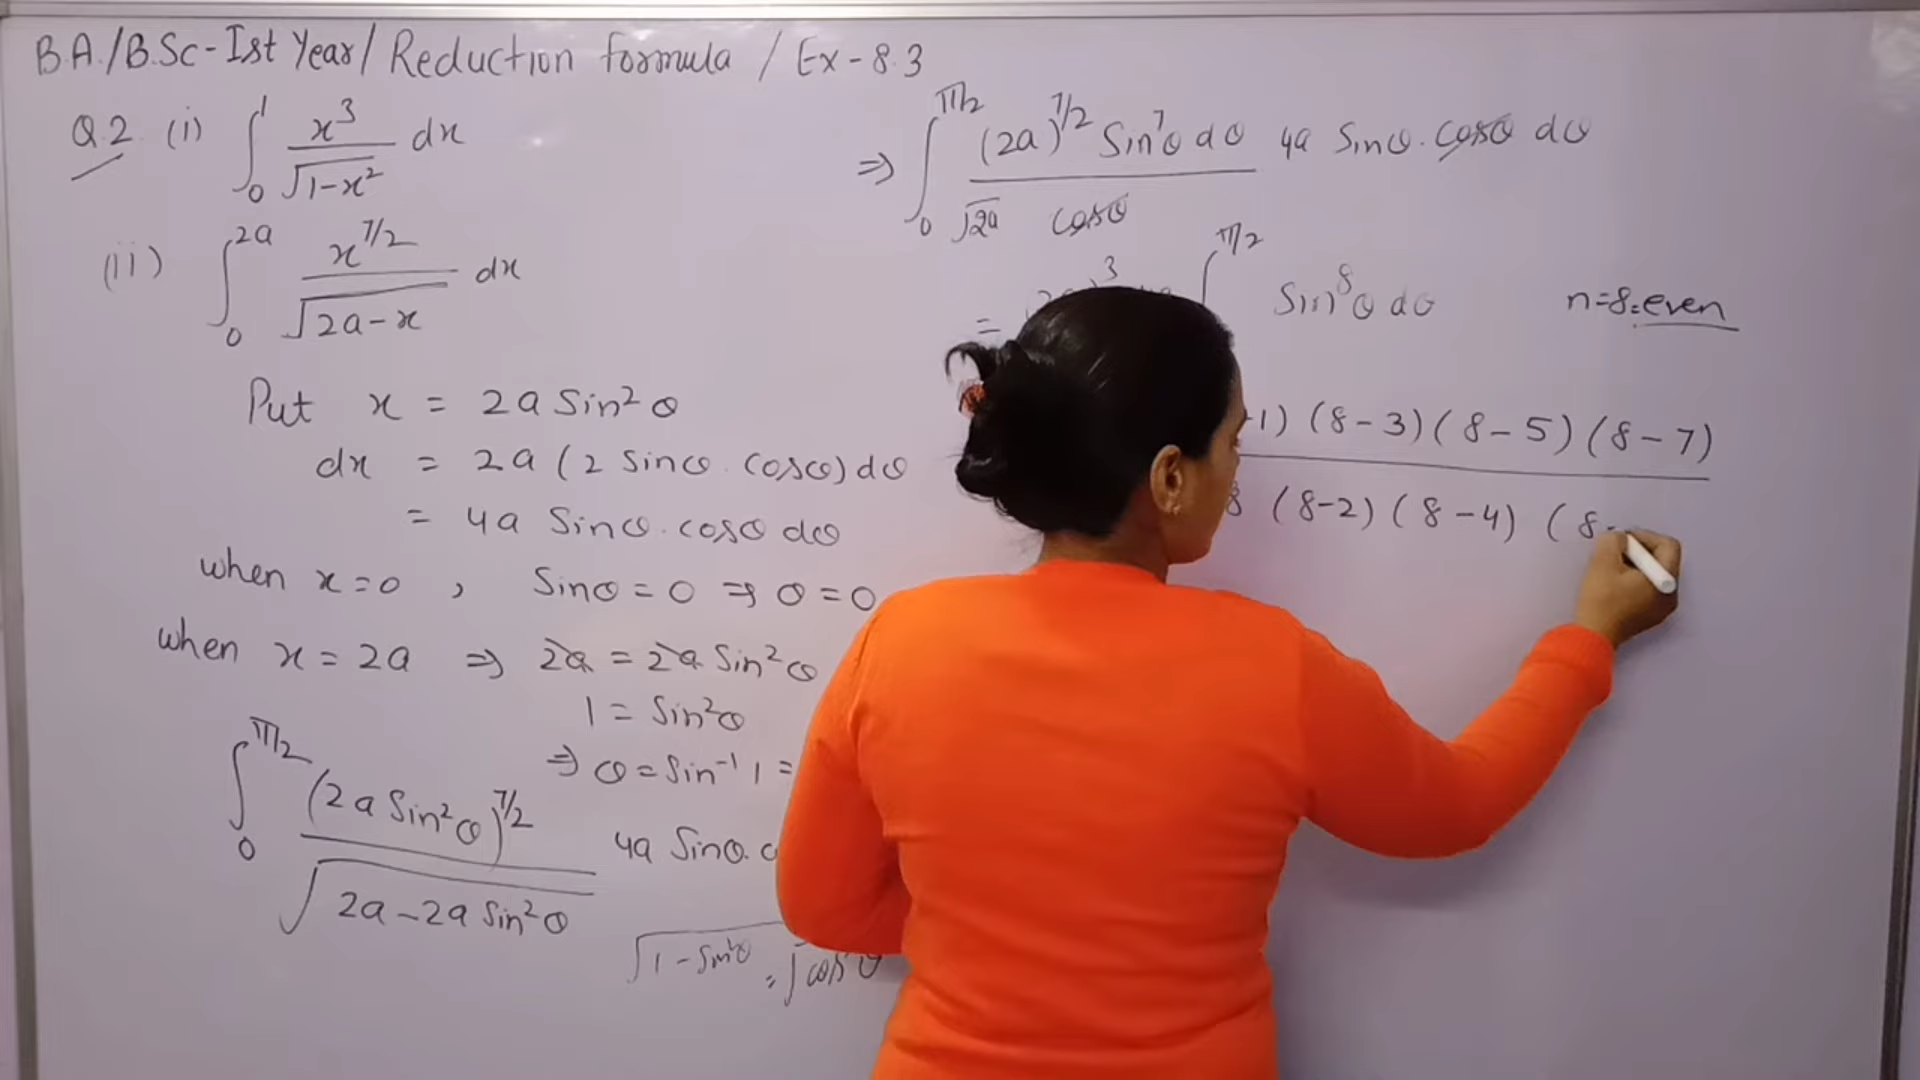 B.A./B.Sc-Ist Year/ Reduction formula / Ex-8.3
Q.2 (i) ∫₀¹ x³/√(1-x²) dx
(ii) ∫₀^2a x^7/2/√(2a-x) dx
Put x = 2a Sin²θ
dx = 2a (2 sinθ. cosθ) dθ
= 4a Sinθ. cosθ dθ
when x=0 , Sinθ=0 ⇒ θ=0
when x = 2a ⇒ 2a = 2a Sin²θ
1 = Sin²θ
⇒ θ = Sin⁻¹ 1 =
∫₀^π/2 (2a Sin²θ)^7/2/√(2a-2a Sin²θ) 4a Sinθ.
√(1-Sin²θ) = √cos²θ
⇒ ∫₀^π/2 (2a)^7/2 Sin⁷θ dθ/√2a cosθ 4a Sinθ. cosθ dθ
= 3 ∫^π/2 Sin⁸θ dθ n=8=even
-1) (8-3) (8-5) (8-7)
8 (8-2) (8-4) (8-